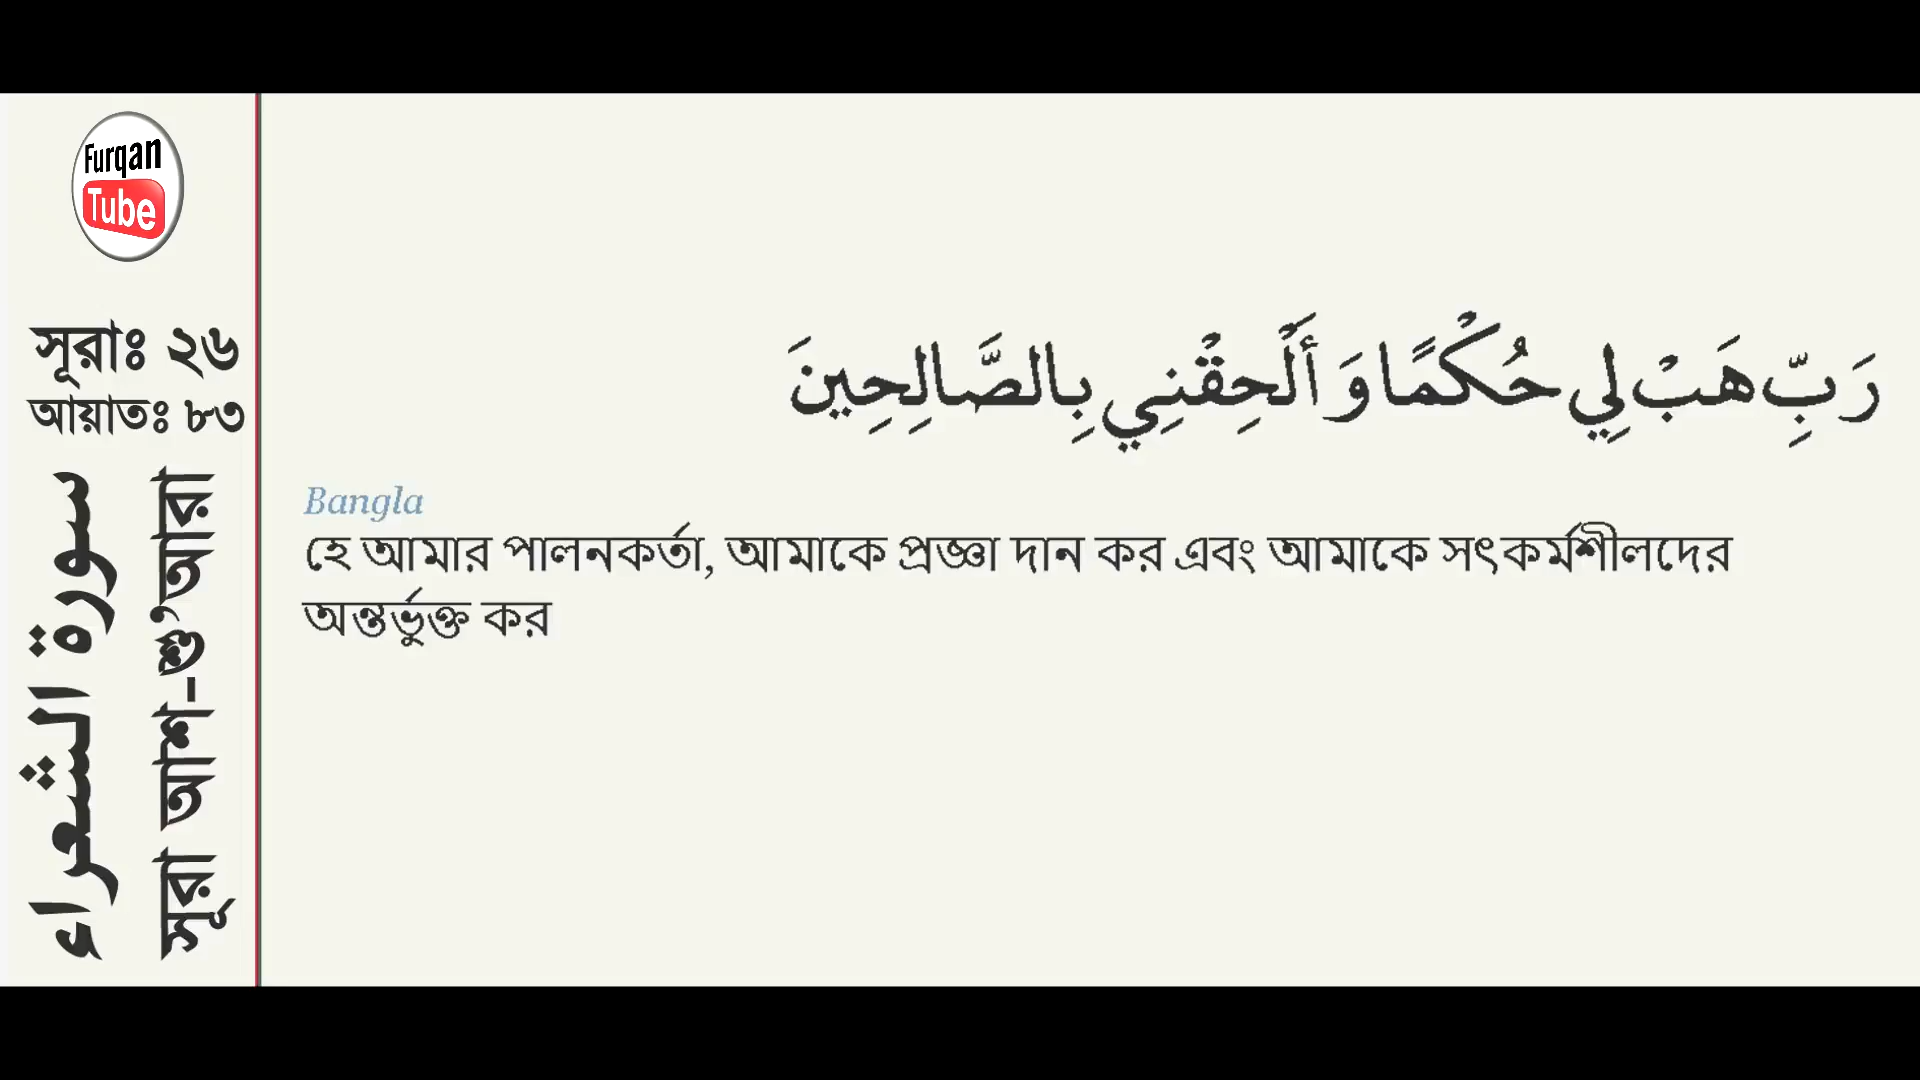 Furqan
Tube
সূরাঃ ২৬
আয়াতঃ ৮৩
سورة الشعراء
সূরা আশ-শু’আরা
رَبِّ هَبْ لِي حُكْمًا وَأَلْحِقْنِي بِالصَّالِحِينَ
Bangla
হে আমার পালনকর্তা, আমাকে প্রজ্ঞা দান কর এবং আমাকে সৎকর্মশীলদের
অন্তর্ভুক্ত কর